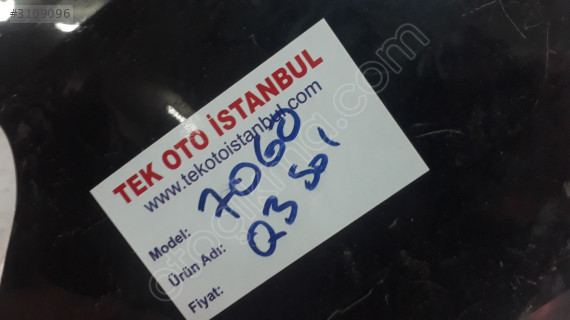 #3109096
TEK OTO İSTANBUL
www.tekotoistanbul.com
Model: 7060
Ürün Adı: Q3 Sol
Fiyat: